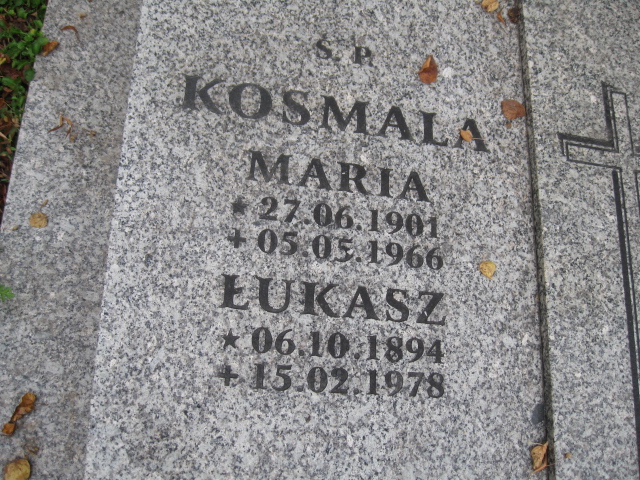 Ś. P.
KOSMALA
MARIA
* 27.06.1901
+ 05.05.1966
ŁUKASZ
* 06.10.1894
+ 15.02.1978